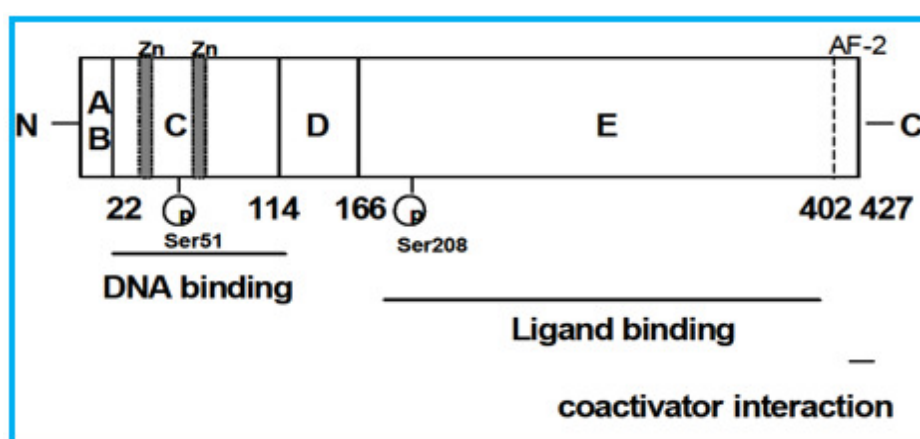 Zn Zn AF-2
N A B C D E C
22 114 166 402 427
p p
Ser51 Ser208
DNA binding
Ligand binding
coactivator interaction